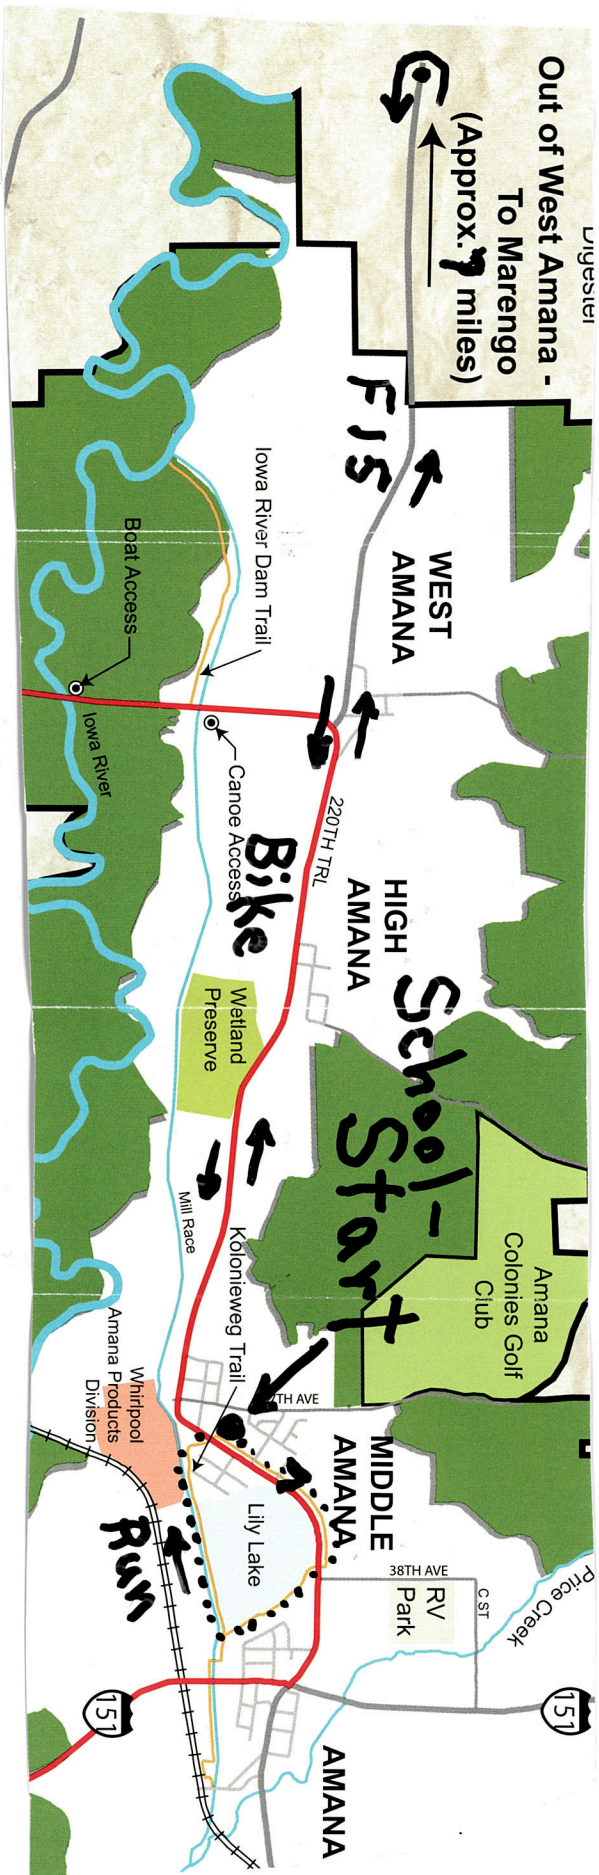 Digester
Out of West Amana -
To Marengo
(Approx. 7 miles)
F15
WEST
AMANA
Iowa River Dam Trail
Boat Access
Iowa River
Canoe Access
220TH TRL
Bike
HIGH
AMANA
School -
Start
Wetland
Preserve
Mill Race
Kolonieweg Trail
Amana
Colonies Golf
Club
Whirlpool
Amana Products
Division
7TH AVE
MIDDLE
AMANA
Lily Lake
Run
38TH AVE
C ST
RV
Park
Price Creek
151
151
AMANA